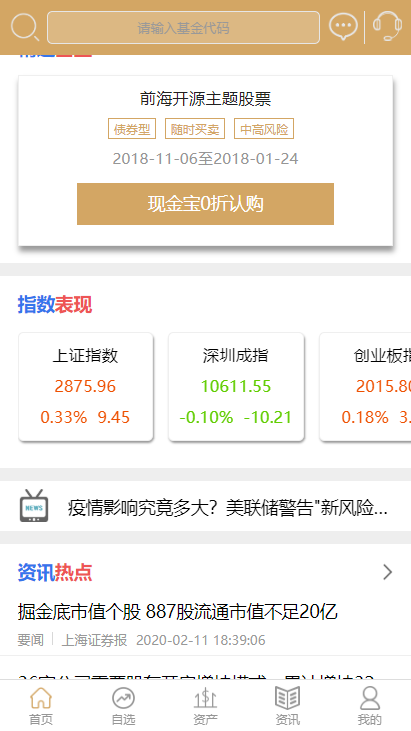 请输入基金代码
前海开源主题股票
债券型 随时买卖 中高风险
2018-11-06至2018-01-24
现金宝0折认购
指数表现
上证指数 深圳成指 创业板指
2875.96 10611.55 2015.80
0.33% 9.45 -0.10% -10.21 0.18% 3.
NEWS 疫情影响究竟多大？美联储警告"新风险...
资讯热点
掘金底市值个股 887股流通市值不足20亿
要闻 上海证券报 2020-02-11 18:39:06
首页 自选 资产 资讯 我的